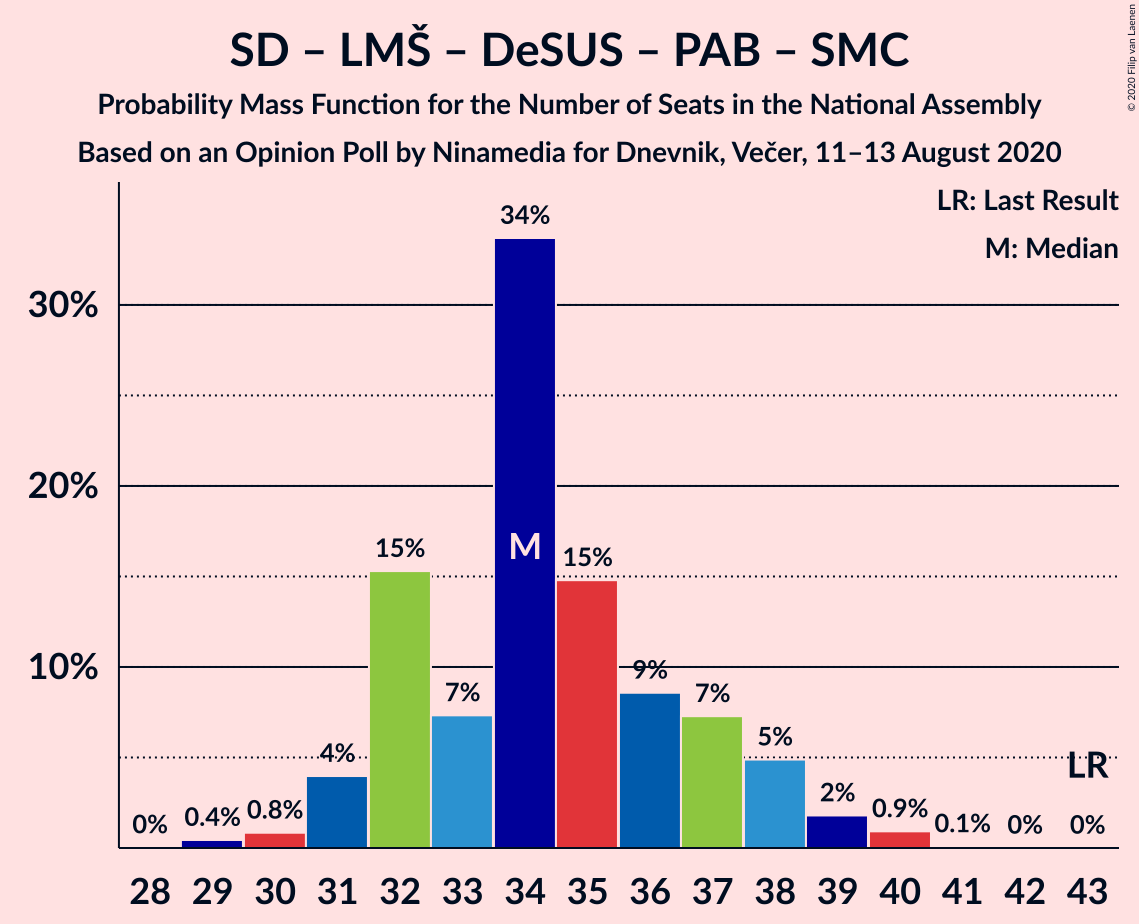 SD – LMŠ – DeSUS – PAB – SMC
Probability Mass Function for the Number of Seats in the National Assembly
Based on an Opinion Poll by Ninamedia for Dnevnik, Večer, 11–13 August 2020
© 2020 Filip van Laenen
LR: Last Result
M: Median
34%
30%
20%
15%
M
15%
10%
9%
7%
7%
5%
4%
LR
2%
0%
0.4%
0.8%
0.9%
0.1%
0%
0%
28 29 30 31 32 33 34 35 36 37 38 39 40 41 42 43